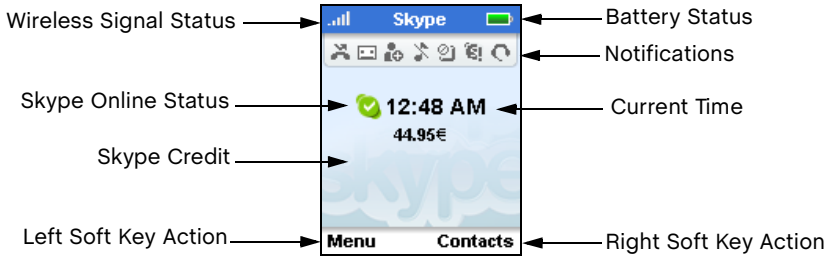 Wireless Signal Status
Skype
Battery Status
Notifications
Skype Online Status
12:48 AM
Current Time
44.95€
Skype Credit
skype
Left Soft Key Action
Menu
Contacts
Right Soft Key Action